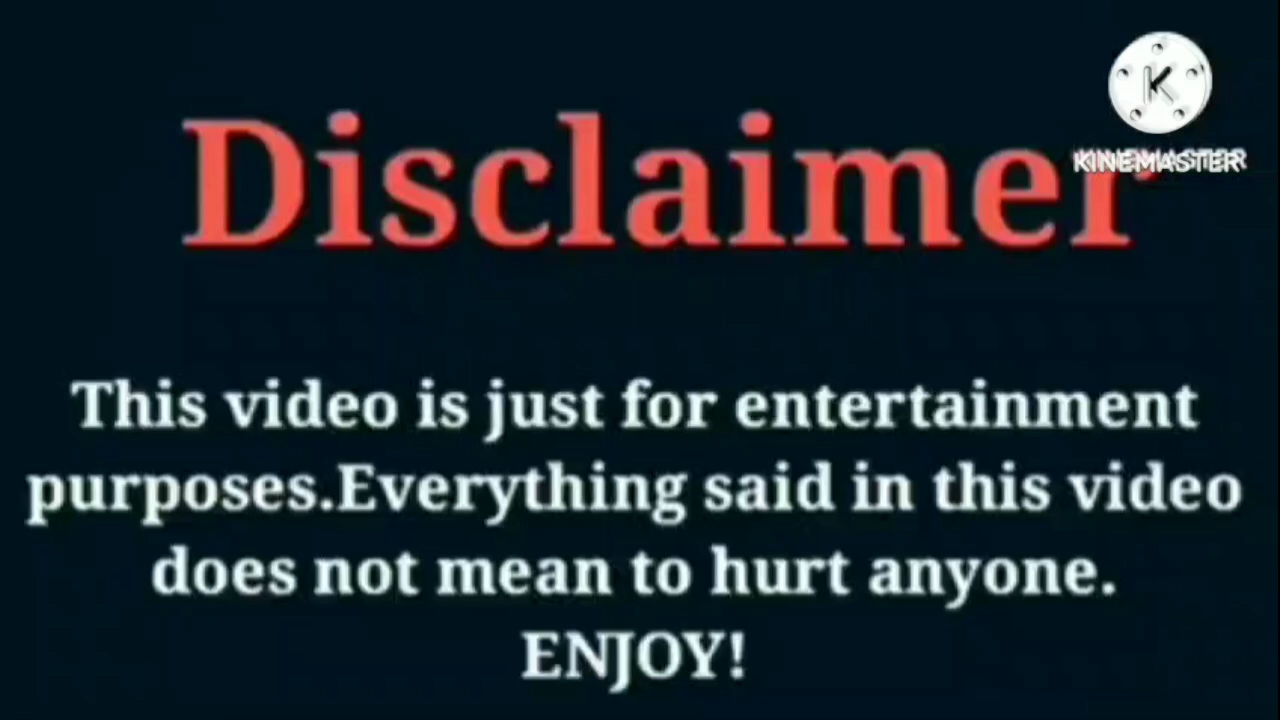 K
KINEMASTER
Disclaimer
This video is just for entertainment
purposes.Everything said in this video
does not mean to hurt anyone.
ENJOY!